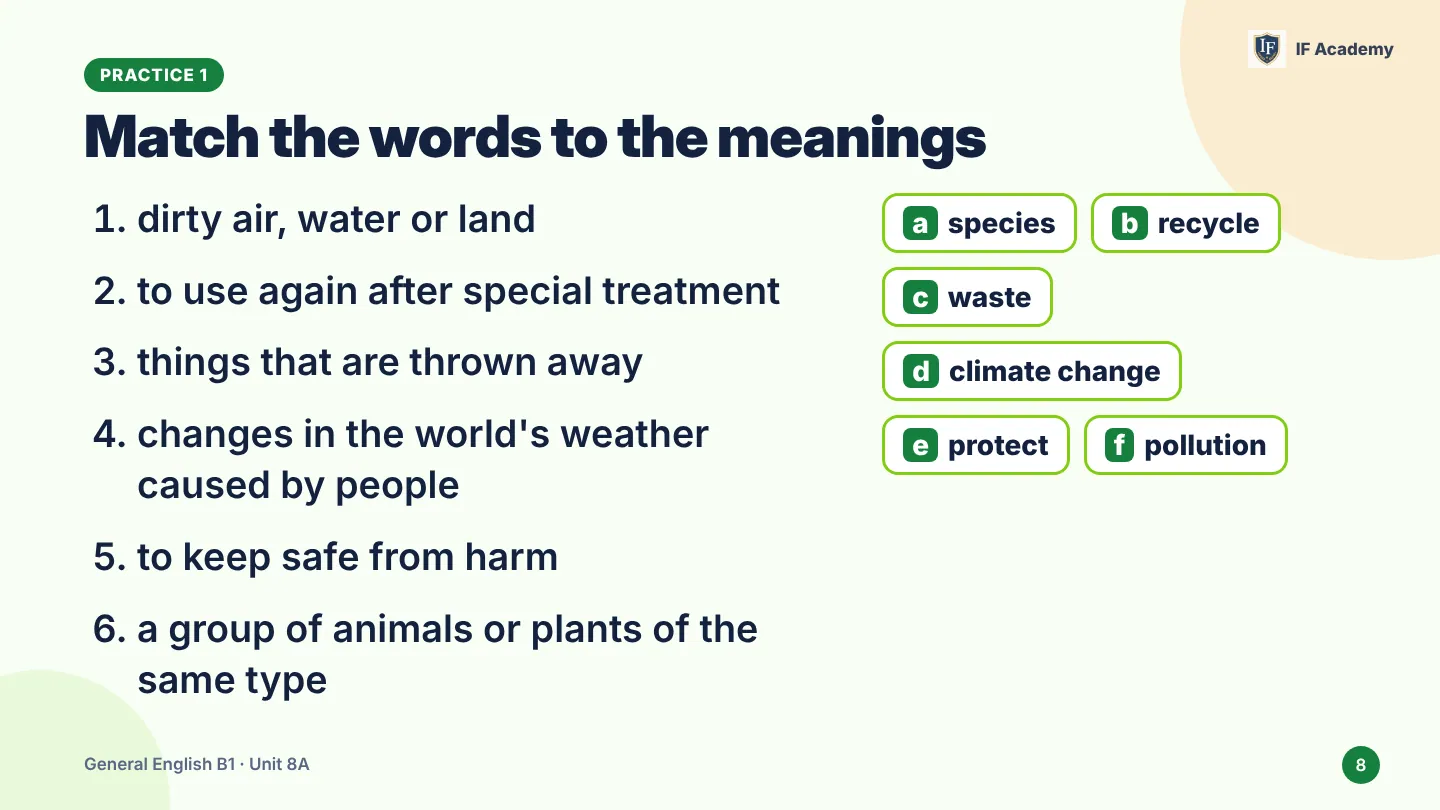 IF IF Academy
PRACTICE 1
Match the words to the meanings
1. dirty air, water or land
2. to use again after special treatment
3. things that are thrown away
4. changes in the world's weather
caused by people
5. to keep safe from harm
6. a group of animals or plants of the
same type
a species b recycle
c waste
d climate change
e protect f pollution
General English B1 · Unit 8A
8